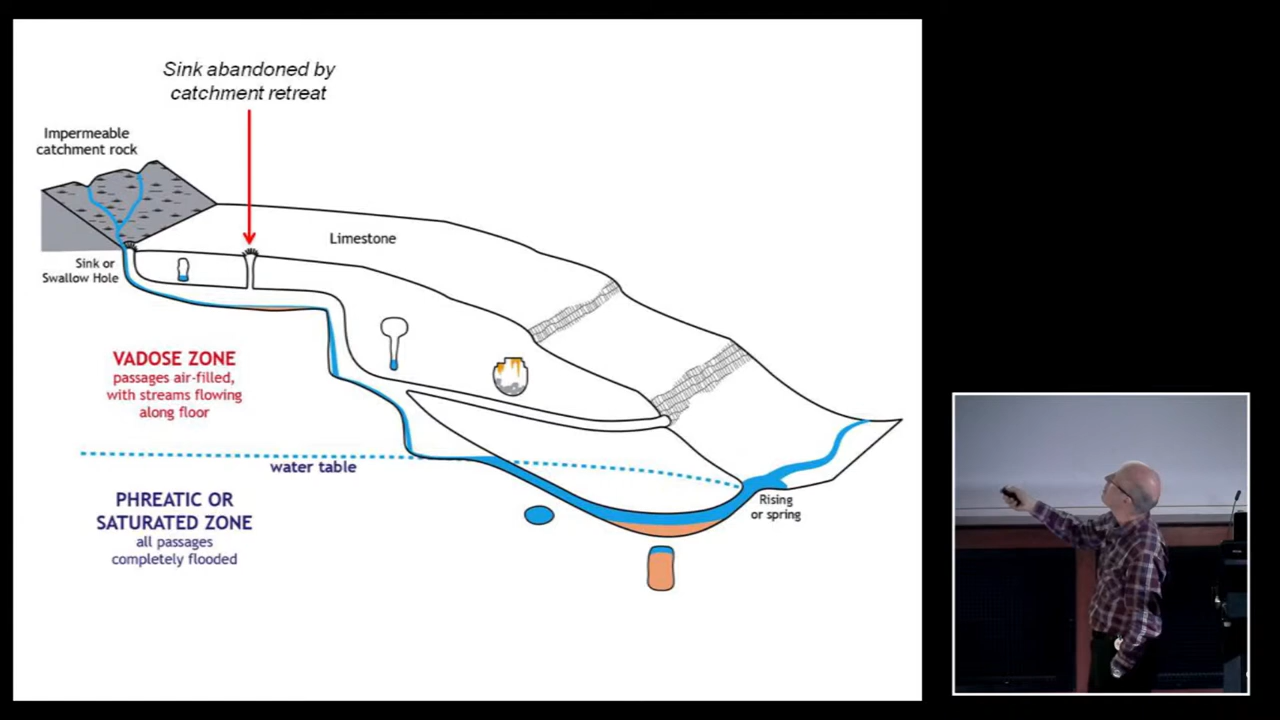 Sink abandoned by
catchment retreat
Impermeable
catchment rock
Limestone
Sink or
Swallow Hole
VADOSE ZONE
passages air-filled,
with streams flowing
along floor
water table
PHREATIC OR
SATURATED ZONE
all passages
completely flooded
Rising
or spring